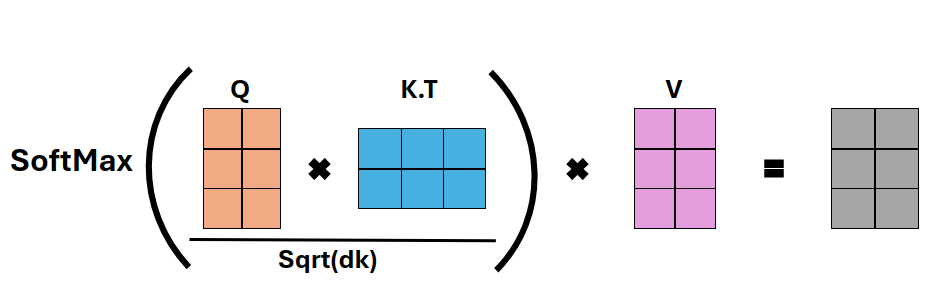 Q
K.T
V
SoftMax
Sqrt(dk)